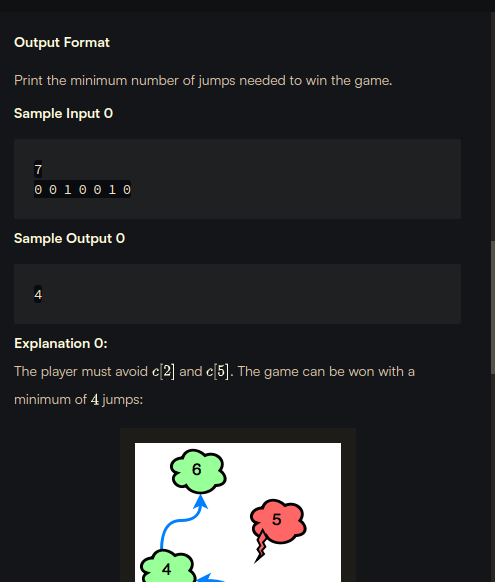 Output Format
Print the minimum number of jumps needed to win the game.
Sample Input 0
7
0 0 1 0 0 1 0
Sample Output 0
4
Explanation 0:
The player must avoid c[2] and c[5]. The game can be won with a
minimum of 4 jumps:
6
5
4